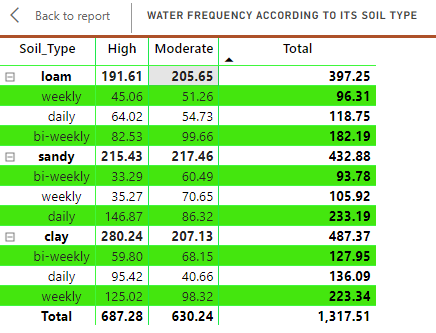 Back to report WATER FREQUENCY ACCORDING TO ITS SOIL TYPE
Soil_Type High Moderate Total
loam 191.61 205.65 397.25
weekly 45.06 51.26 96.31
daily 64.02 54.73 118.75
bi-weekly 82.53 99.66 182.19
sandy 215.43 217.46 432.88
bi-weekly 33.29 60.49 93.78
weekly 35.27 70.65 105.92
daily 146.87 86.32 233.19
clay 280.24 207.13 487.37
bi-weekly 59.80 68.15 127.95
daily 95.42 40.66 136.09
weekly 125.02 98.32 223.34
Total 687.28 630.24 1,317.51